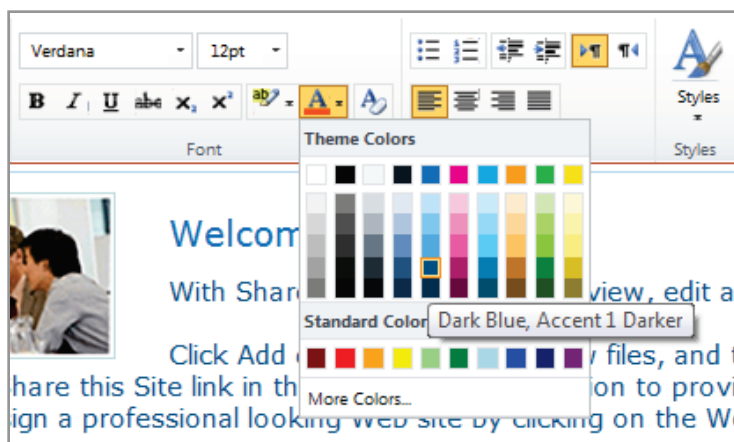 Verdana 12pt
B I U abc X₂ X² ab A A
Styles
Font Styles
Theme Colors
Welcom
With Shar view, edit a
Standard Color Dark Blue, Accent 1 Darker
Click Add files, and t
hare this Site link in th ion to provi
More Colors...
ign a professional looking Web site by clicking on the W